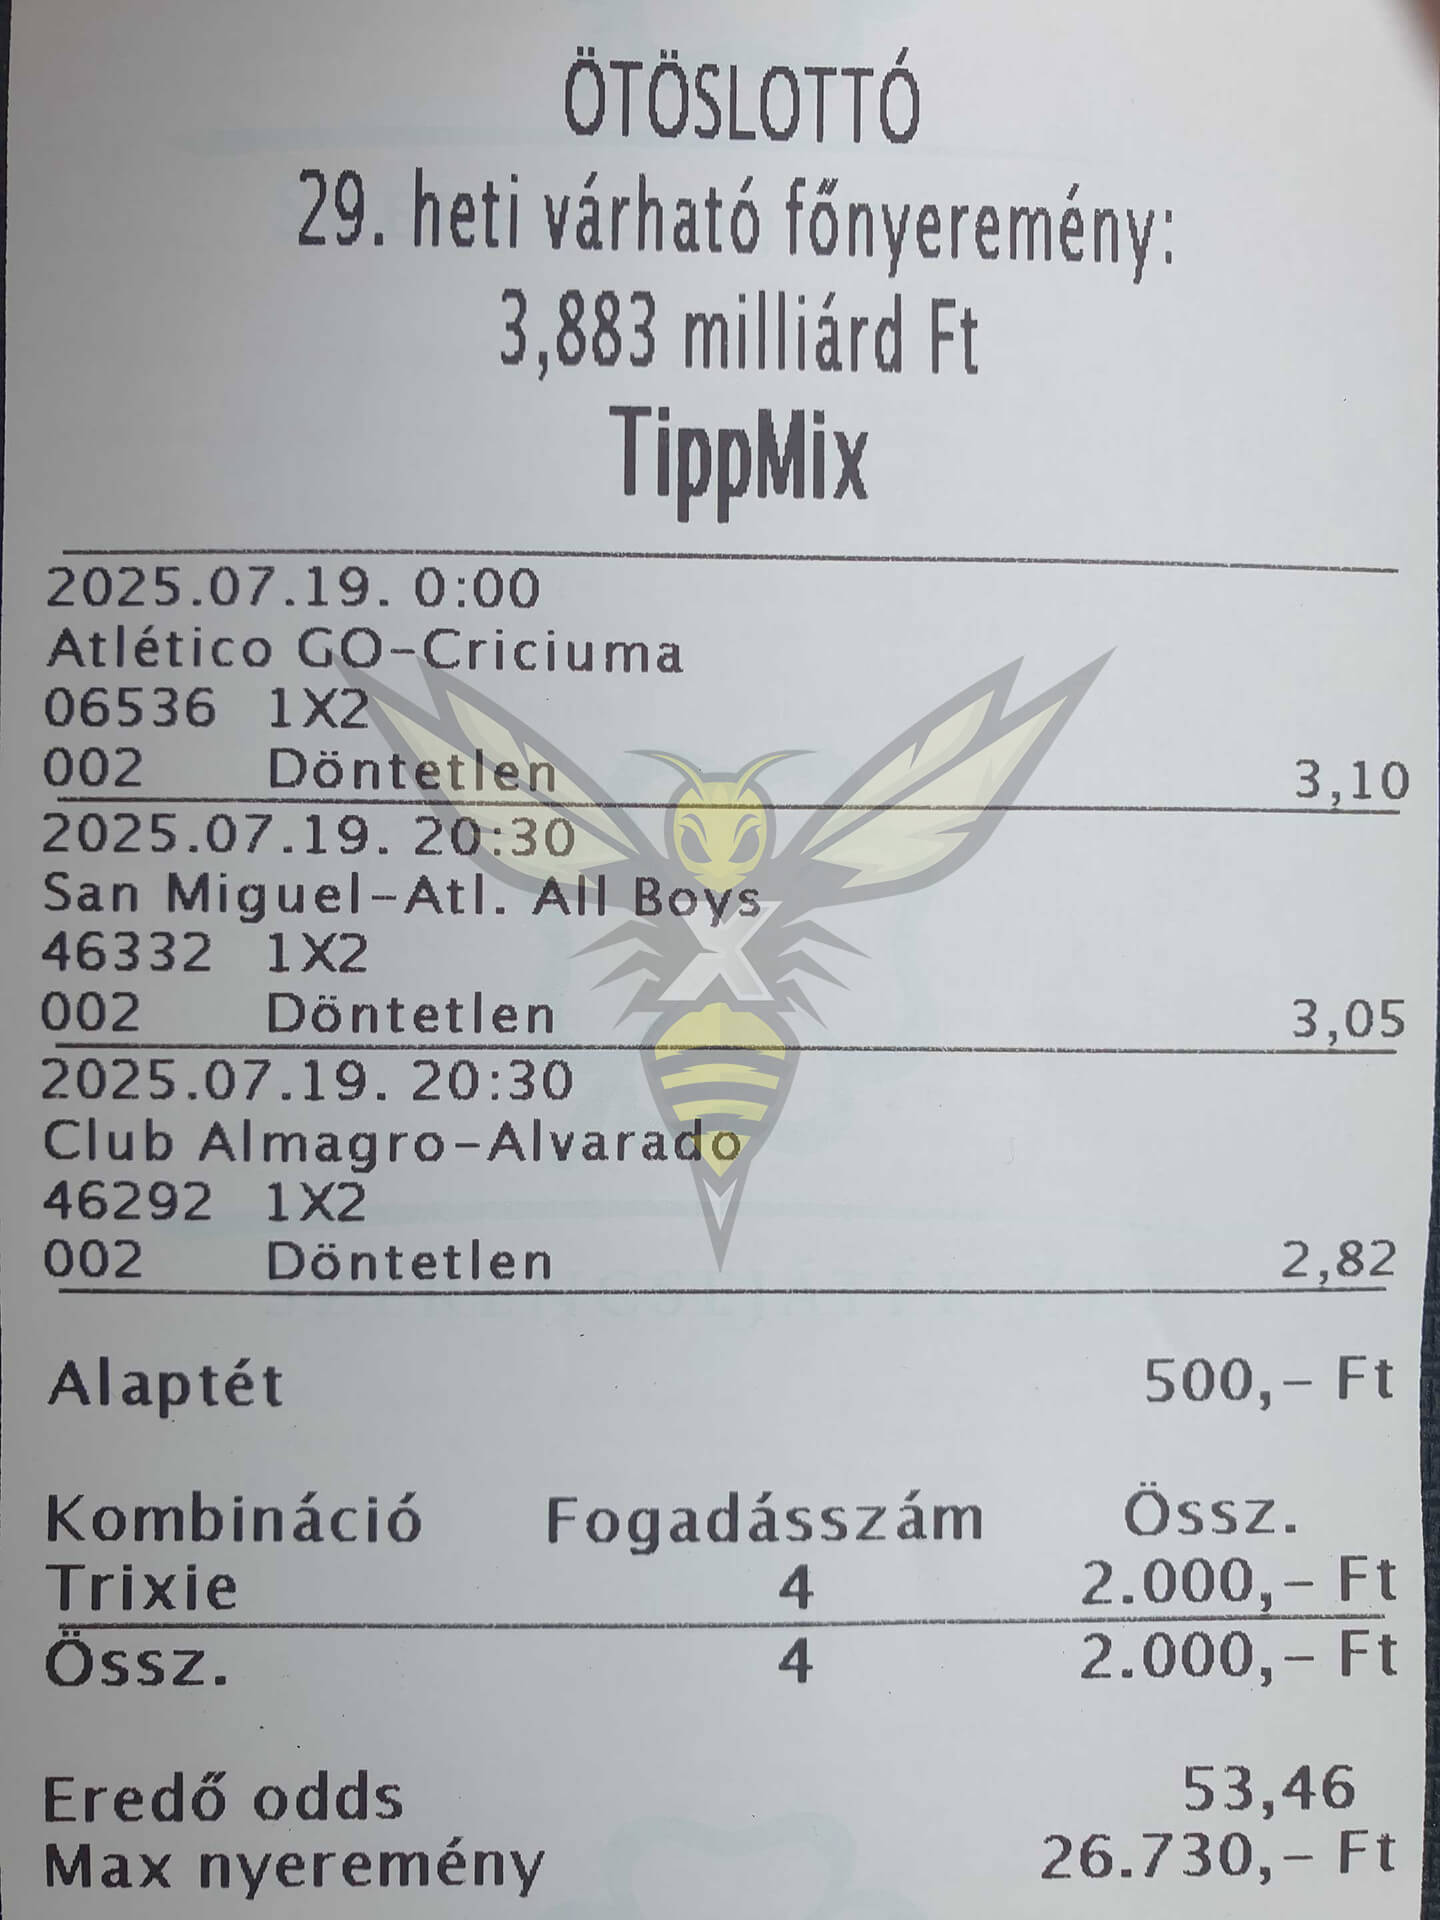 ÖTÖSLOTTÓ
29. heti várható főnyeremény:
3,883 milliárd Ft
TippMix
2025.07.19. 0:00
Atlético GO-Criciuma
06536 1X2
002 Döntetlen 3,10
2025.07.19. 20:30
San Miguel-Atl. All Boys
46332 1X2
002 Döntetlen 3,05
2025.07.19. 20:30
Club Almagro-Alvarado
46292 1X2
002 Döntetlen 2,82
Alaptét 500,- Ft
Kombináció Fogadásszám Össz.
Trixie 4 2.000,- Ft
Össz. 4 2.000,- Ft
Eredő odds 53,46
Max nyeremény 26.730,- Ft